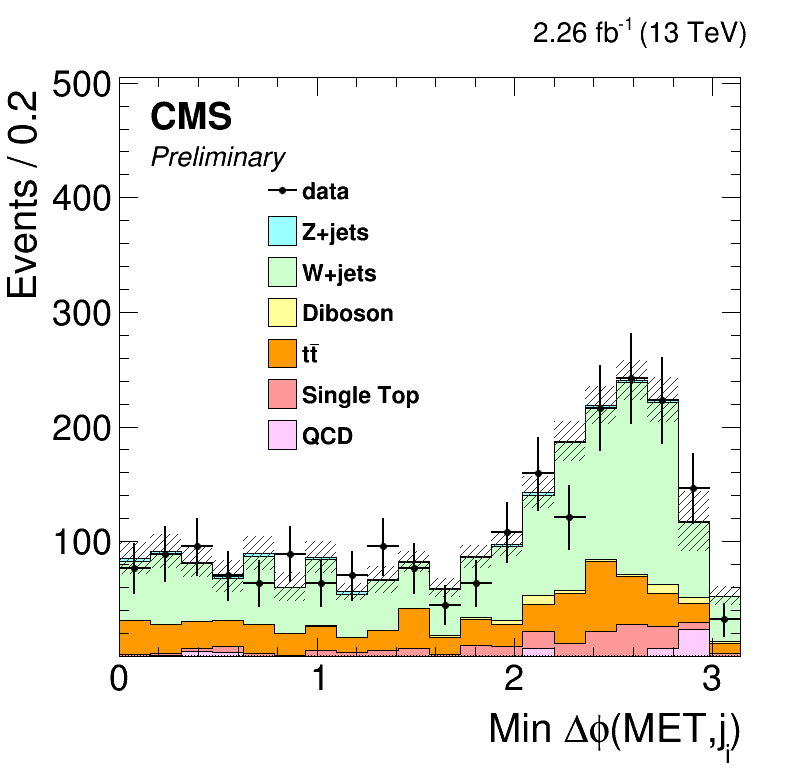 2.26 fb⁻¹ (13 TeV)
Events / 0.2
500
400
300
200
100
CMS
Preliminary
data
Z+jets
W+jets
Diboson
tt̄
Single Top
QCD
0 1 2 3
Min Δϕ(MET,jᵢ)